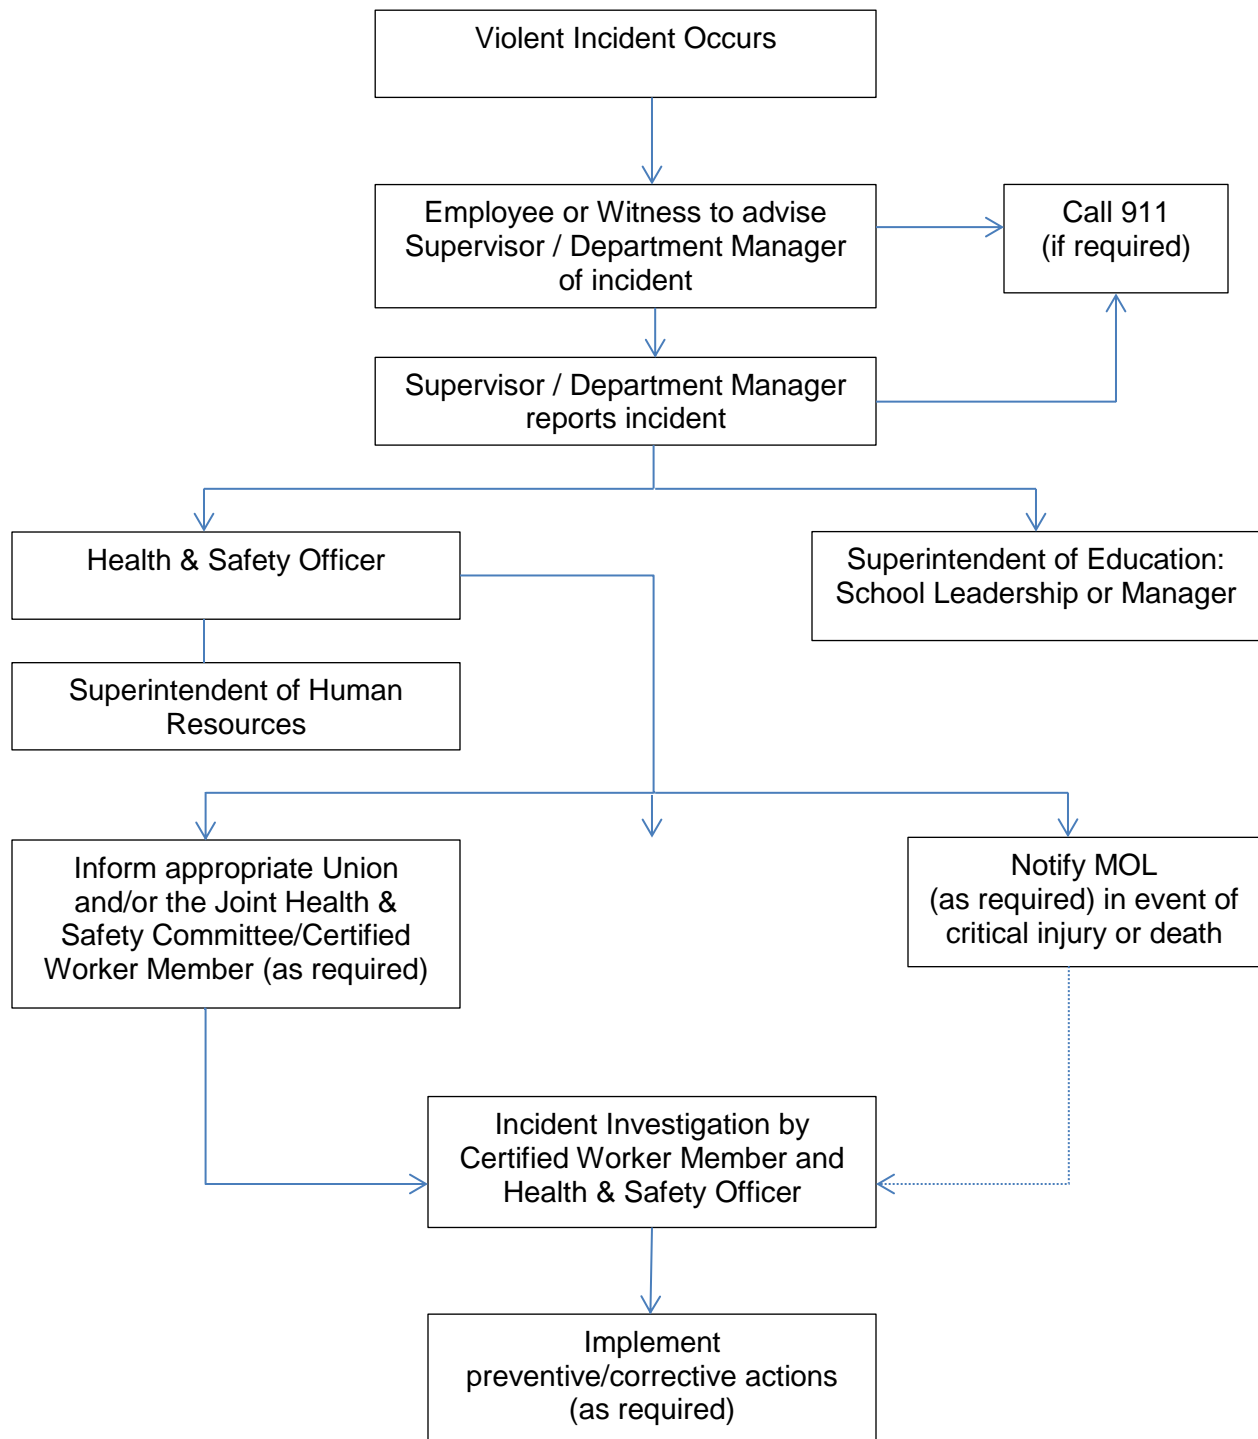 Violent Incident Occurs
Employee or Witness to advise
Supervisor / Department Manager
of incident
Call 911
(if required)
Supervisor / Department Manager
reports incident
Health & Safety Officer
Superintendent of Education:
School Leadership or Manager
Superintendent of Human
Resources
Inform appropriate Union
and/or the Joint Health &
Safety Committee/Certified
Worker Member (as required)
Notify MOL
(as required) in event of
critical injury or death
Incident Investigation by
Certified Worker Member and
Health & Safety Officer
Implement
preventive/corrective actions
(as required)